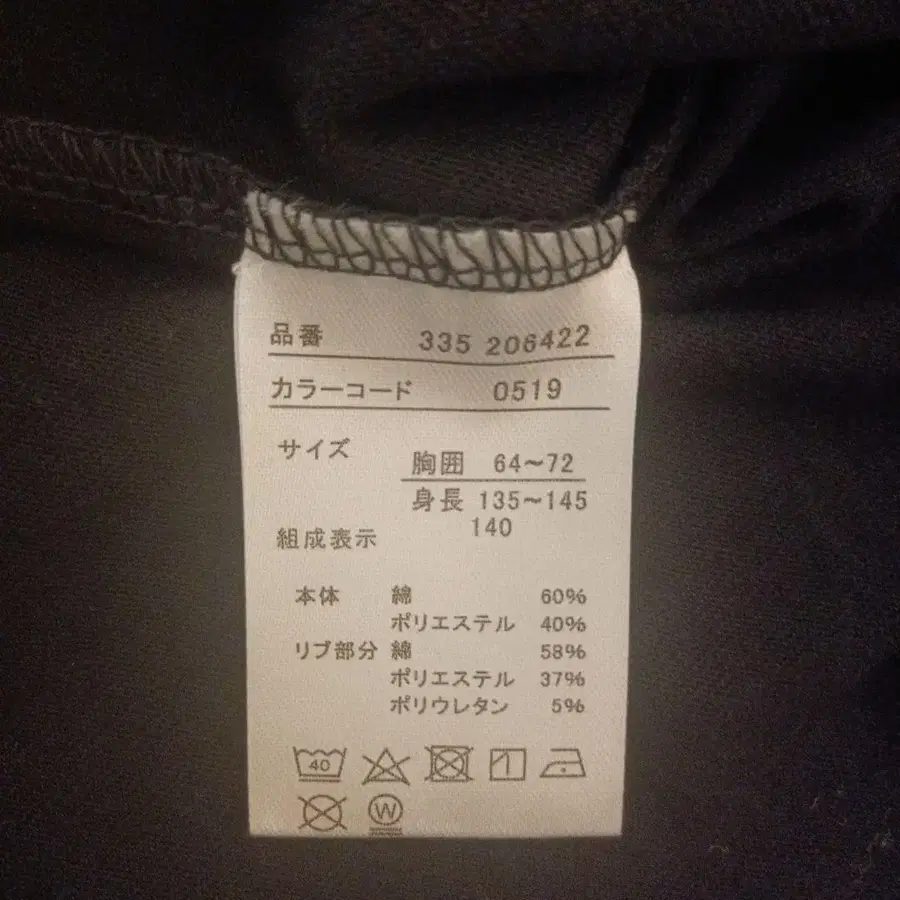 品番 335 206422
カラーコード 0519
サイズ 胸囲 64~72
身長 135~145
140
組成表示
本体 綿 60%
ポリエステル 40%
リブ部分 綿 58%
ポリエステル 37%
ポリウレタン 5%
40
W